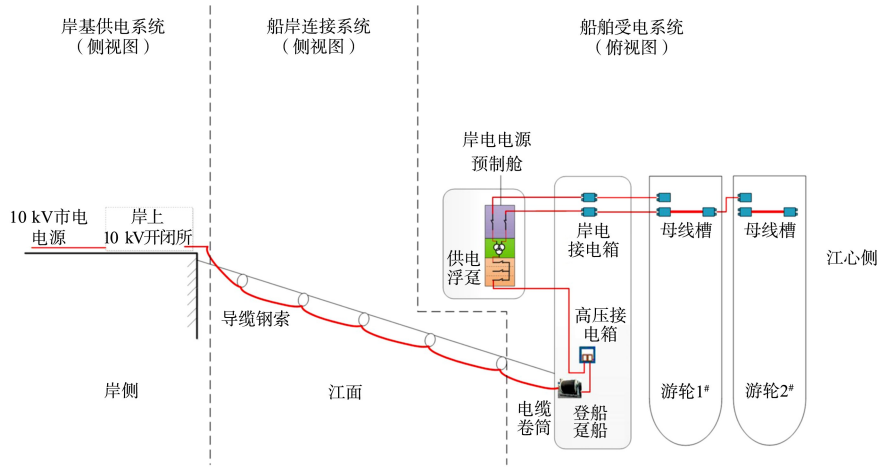 岸基供电系统
（侧视图）
船岸连接系统
（侧视图）
船舶受电系统
（俯视图）
岸电电源
预制舱
10 kV市电
电源
岸上
10 kV开闭所
供电
浮趸
岸电
接电箱
母线槽
母线槽
江心侧
导缆钢索
高压接
电箱
岸侧
江面
电缆
卷筒
登船
趸船
游轮1#
游轮2#